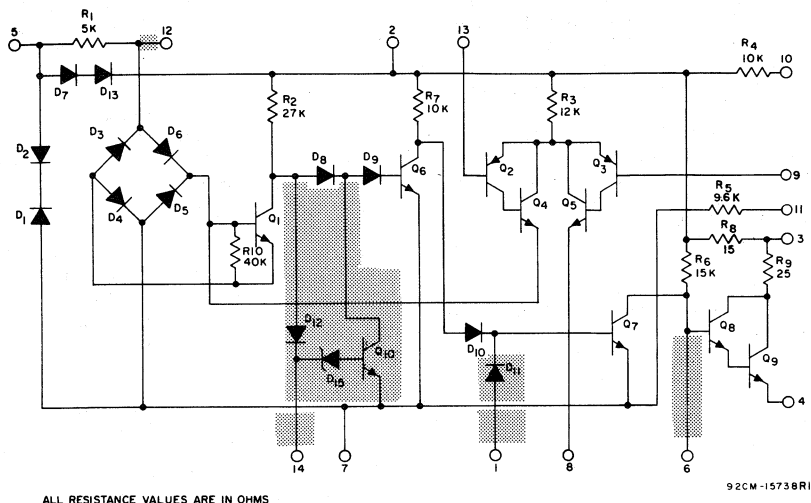 5
R1
5K
12
2
13
R4
10K
10
D7
D13
R2
27K
R7
10K
R3
12K
D3
D6
D2
D8
D9
Q6
Q2
Q3
9
D4
D5
Q1
Q4
Q5
R5
9.6K
11
D1
R10
40K
R8
15
3
R6
15K
R9
25
D12
Q7
Q8
Q10
D10
Q9
D15
D11
4
14
7
1
8
6
92CM-15738R1
ALL RESISTANCE VALUES ARE IN OHMS